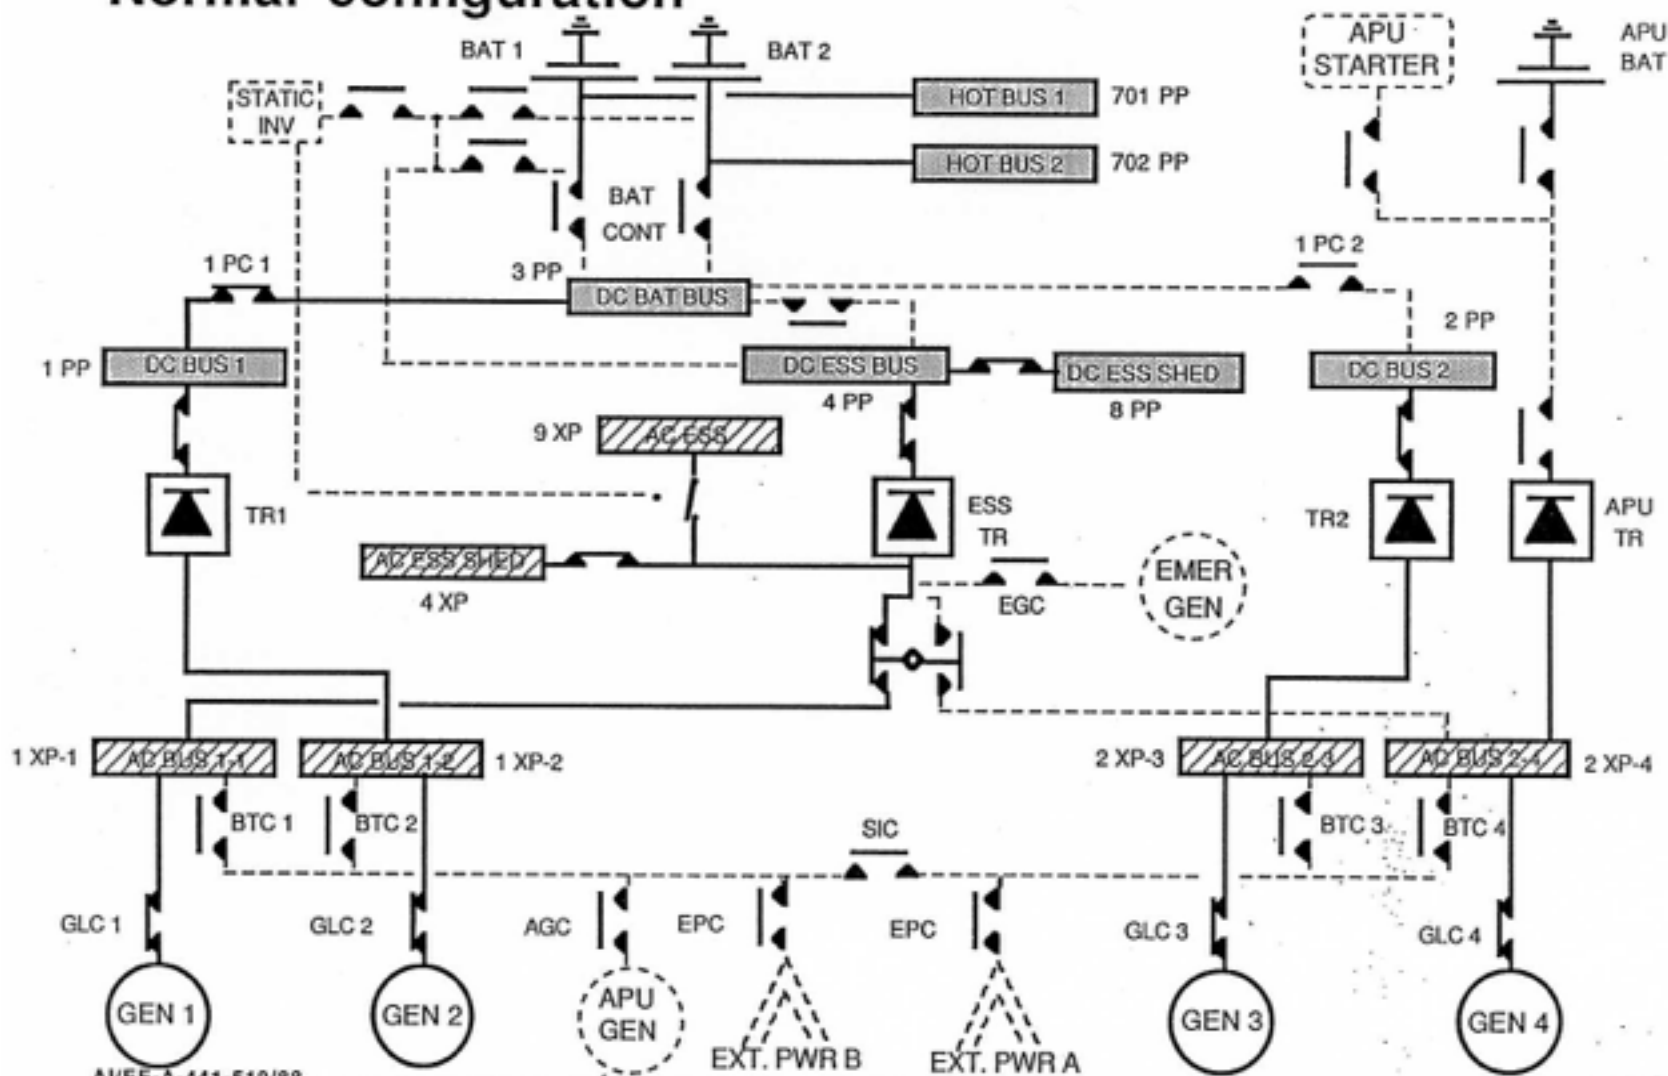 Normal configuration
BAT 1
BAT 2
APU
STARTER
APU
BAT
STATIC
INV
HOT BUS 1
701 PP
HOT BUS 2
702 PP
BAT
CONT
1 PC 1
3 PP
DC BAT BUS
1 PC 2
2 PP
1 PP
DC BUS 1
DC ESS BUS
4 PP
DC ESS SHED
8 PP
DC BUS 2
9 XP
AC ESS
TR1
ESS
TR
TR2
APU
TR
AC ESS SHED
4 XP
EGC
EMER
GEN
1 XP-1
AC BUS 1-1
AC BUS 1-2
1 XP-2
2 XP-3
AC BUS 2-3
AC BUS 2-4
2 XP-4
BTC 1
BTC 2
SIC
BTC 3
BTC 4
GLC 1
GLC 2
AGC
EPC
EPC
GLC 3
GLC 4
GEN 1
GEN 2
APU
GEN
EXT. PWR B
EXT. PWR A
GEN 3
GEN 4